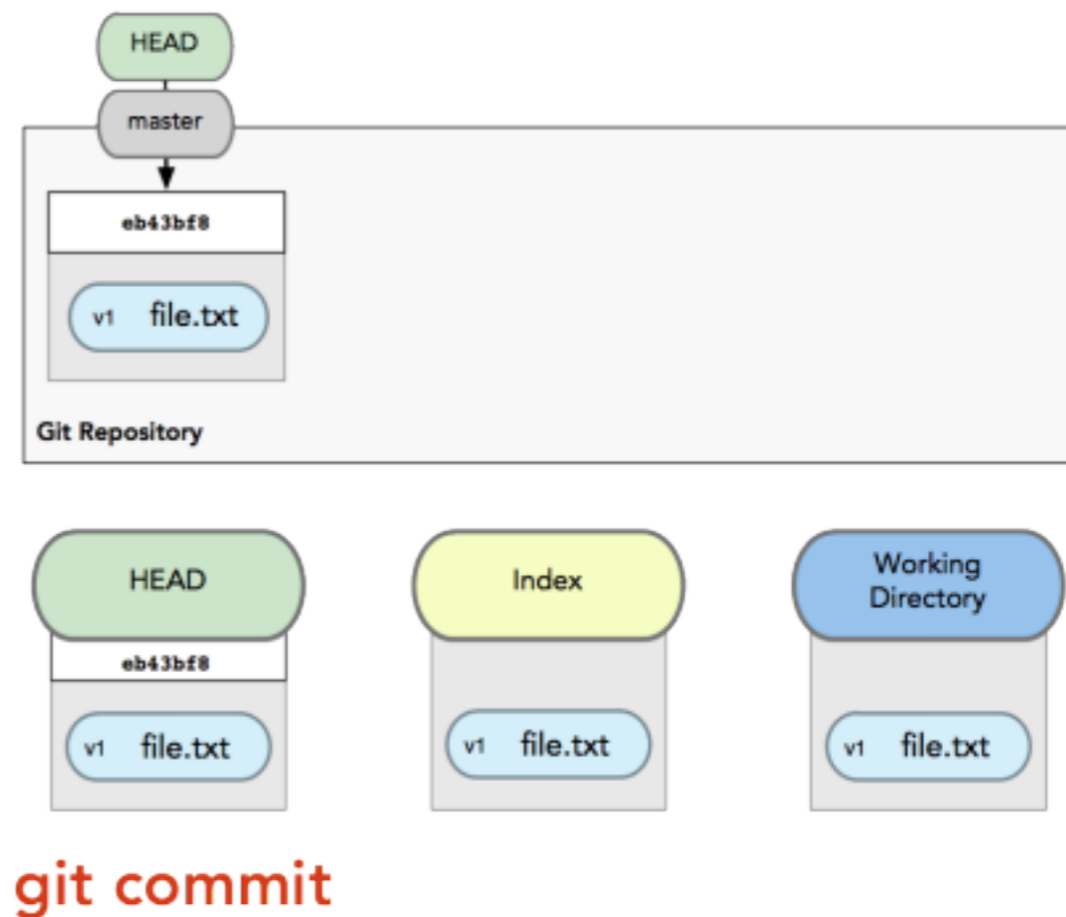 HEAD
master
eb43bf8
v1 file.txt
Git Repository
HEAD
Index
Working
Directory
eb43bf8
v1 file.txt
v1 file.txt
v1 file.txt
git commit